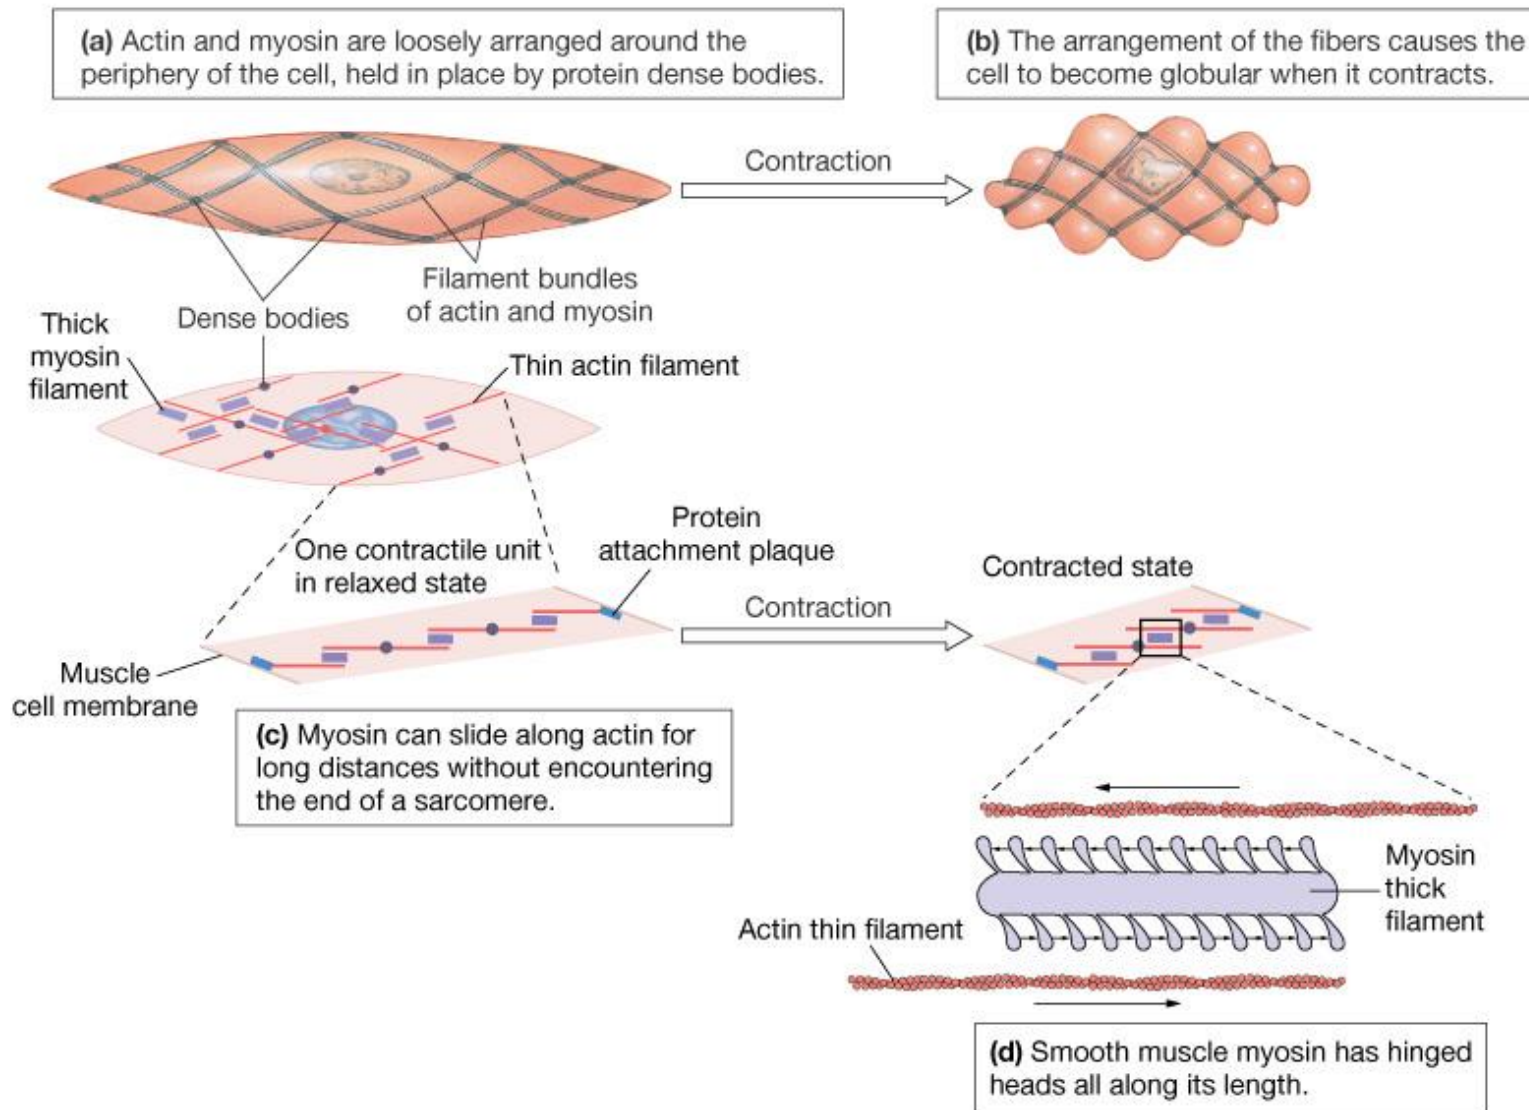 (a) Actin and myosin are loosely arranged around the
periphery of the cell, held in place by protein dense bodies.
(b) The arrangement of the fibers causes the
cell to become globular when it contracts.
Contraction
Filament bundles
of actin and myosin
Dense bodies
Thick
myosin
filament
Thin actin filament
One contractile unit
in relaxed state
Protein
attachment plaque
Contraction
Contracted state
Muscle
cell membrane
(c) Myosin can slide along actin for
long distances without encountering
the end of a sarcomere.
Myosin
thick
filament
Actin thin filament
(d) Smooth muscle myosin has hinged
heads all along its length.